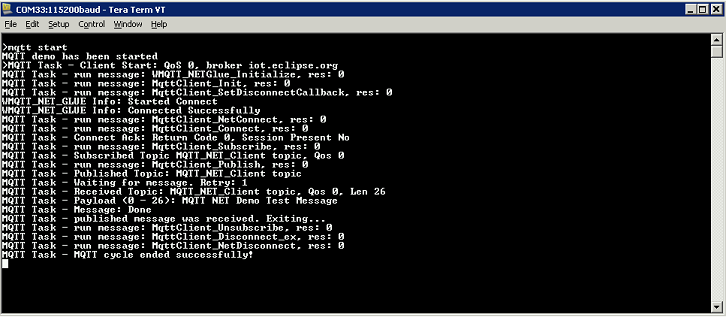 COM33:115200baud - Tera Term VT
File Edit Setup Control Window Help
>mqtt start
MQTT demo has been started
>MQTT Task - Client Start: QoS 0, broker iot.eclipse.org
MQTT Task - run message: WMQTT_NETGlue_Initialize, res: 0
MQTT Task - run message: MqttClient_Init, res: 0
MQTT Task - run message: MqttClient_SetDisconnectCallback, res: 0
WMQTT_NET_GLUE Info: Started Connect
WMQTT_NET_GLUE Info: Connected Successfully
MQTT Task - run message: MqttClient_NetConnect, res: 0
MQTT Task - run message: MqttClient_Connect, res: 0
MQTT Task - Connect Ack: Return Code 0, Session Present No
MQTT Task - run message: MqttClient_Subscribe, res: 0
MQTT Task - Subscribed Topic MQTT_NET_Client topic, Qos 0
MQTT Task - run message: MqttClient_Publish, res: 0
MQTT Task - Published Topic: MQTT_NET_Client topic
MQTT Task - Waiting for message. Retry: 1
MQTT Task - Received Topic: MQTT_NET_Client topic, Qos 0, Len 26
MQTT Task - Payload (0 - 26): MQTT NET Demo Test Message
MQTT Task - Message: Done
MQTT Task - published message was received. Exiting...
MQTT Task - run message: MqttClient_Unsubscribe, res: 0
MQTT Task - run message: MqttClient_Disconnect_ex, res: 0
MQTT Task - run message: MqttClient_NetDisconnect, res: 0
MQTT Task - MQTT cycle ended successfully!